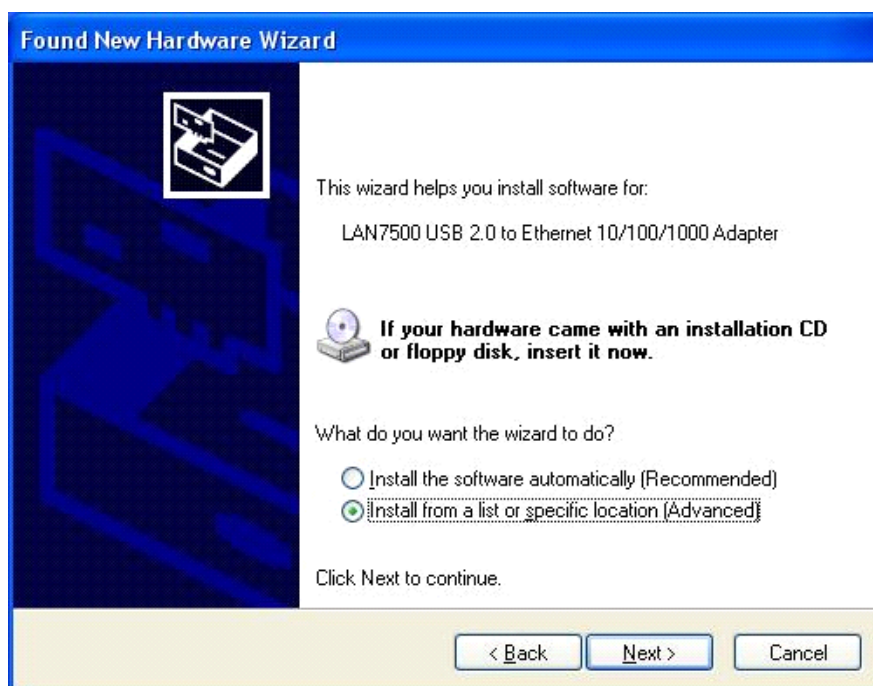 Found New Hardware Wizard
This wizard helps you install software for:
LAN7500 USB 2.0 to Ethernet 10/100/1000 Adapter
If your hardware came with an installation CD
or floppy disk, insert it now.
What do you want the wizard to do?
Install the software automatically (Recommended)
Install from a list or specific location (Advanced)
Click Next to continue.
< Back Next > Cancel